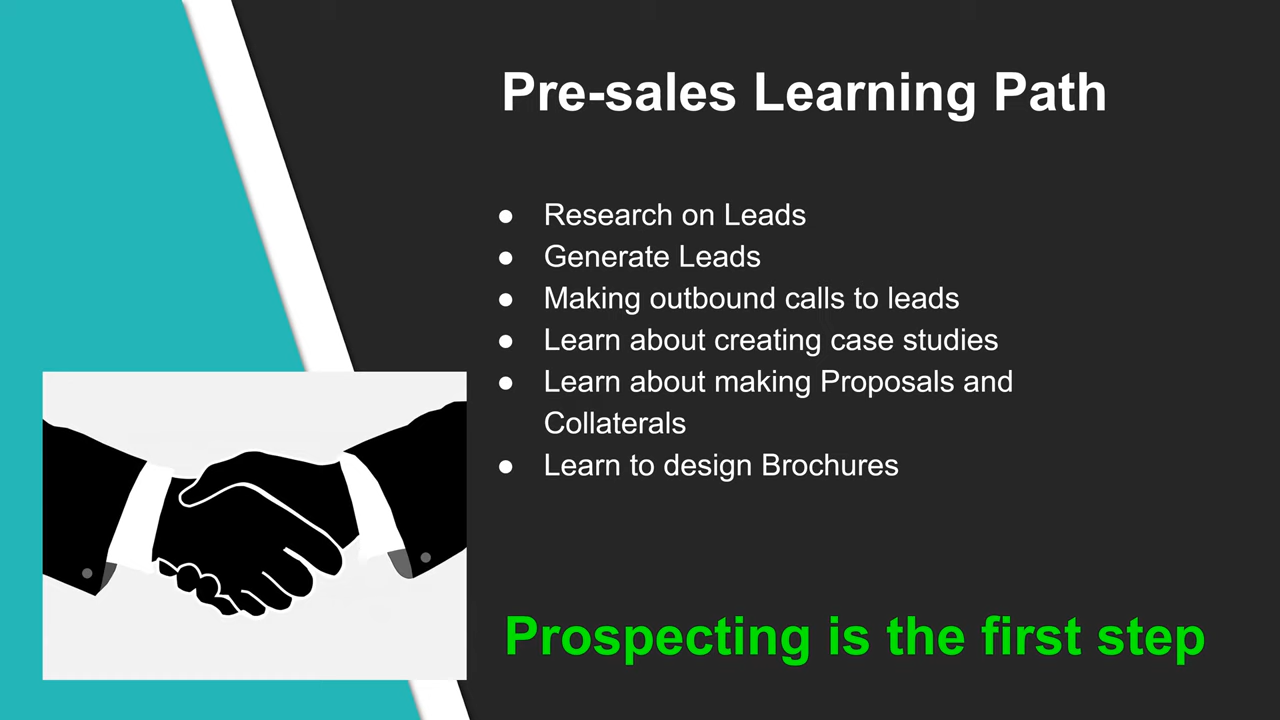 Pre-sales Learning Path
● Research on Leads
● Generate Leads
● Making outbound calls to leads
● Learn about creating case studies
● Learn about making Proposals and
Collaterals
● Learn to design Brochures
Prospecting is the first step